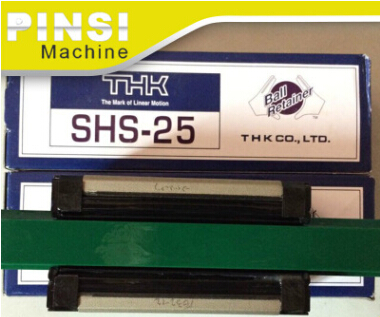 PINSI
Machine
THK
The Mark of Linear Motion
SHS-25
Ball
Retainer
THK CO., LTD.